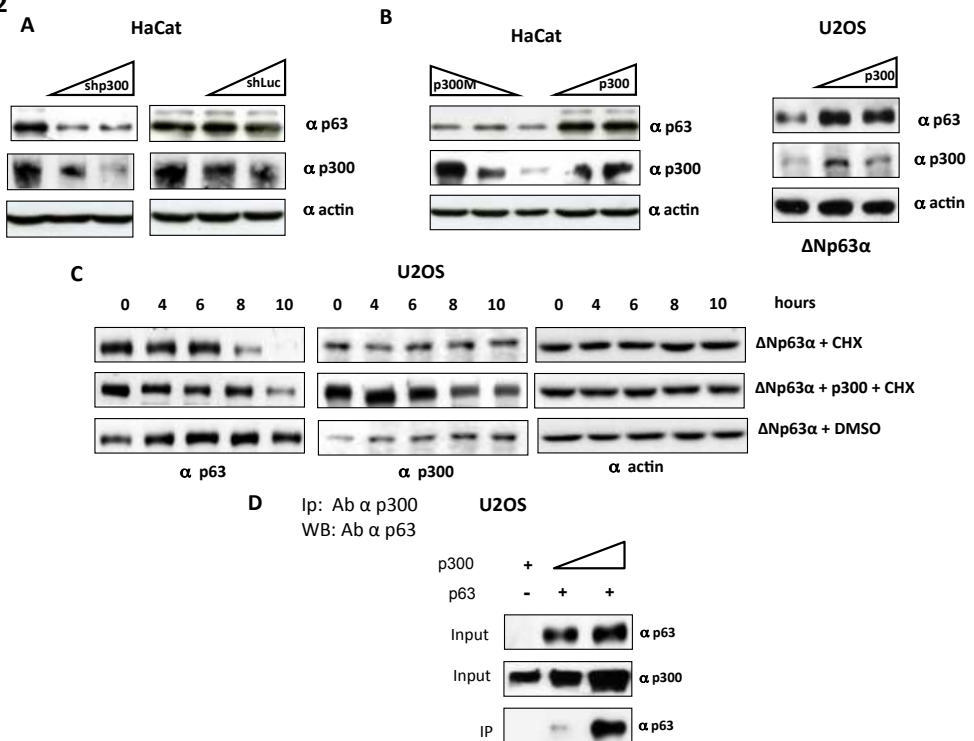 2
A
HaCat
shp300
shLuc
α p63
α p300
α actin
B
HaCat
p300M
p300
α p63
α p300
α actin
U2OS
p300
α p63
α p300
α actin
ΔNp63α
C
U2OS
0 4 6 8 10 0 4 6 8 10 0 4 6 8 10 hours
ΔNp63α + CHX
ΔNp63α + p300 + CHX
ΔNp63α + DMSO
α p63
α p300
α actin
D
Ip: Ab α p300
WB: Ab α p63
U2OS
p300 +
p63 - + +
Input α p63
Input α p300
IP α p63